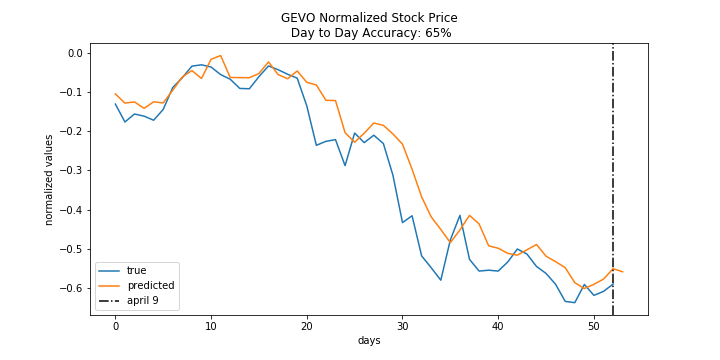 GEVO Normalized Stock Price
Day to Day Accuracy: 65%
normalized values
0.0
−0.1
−0.2
−0.3
−0.4
−0.5
−0.6
true
predicted
april 9
0
10
20
30
40
50
days